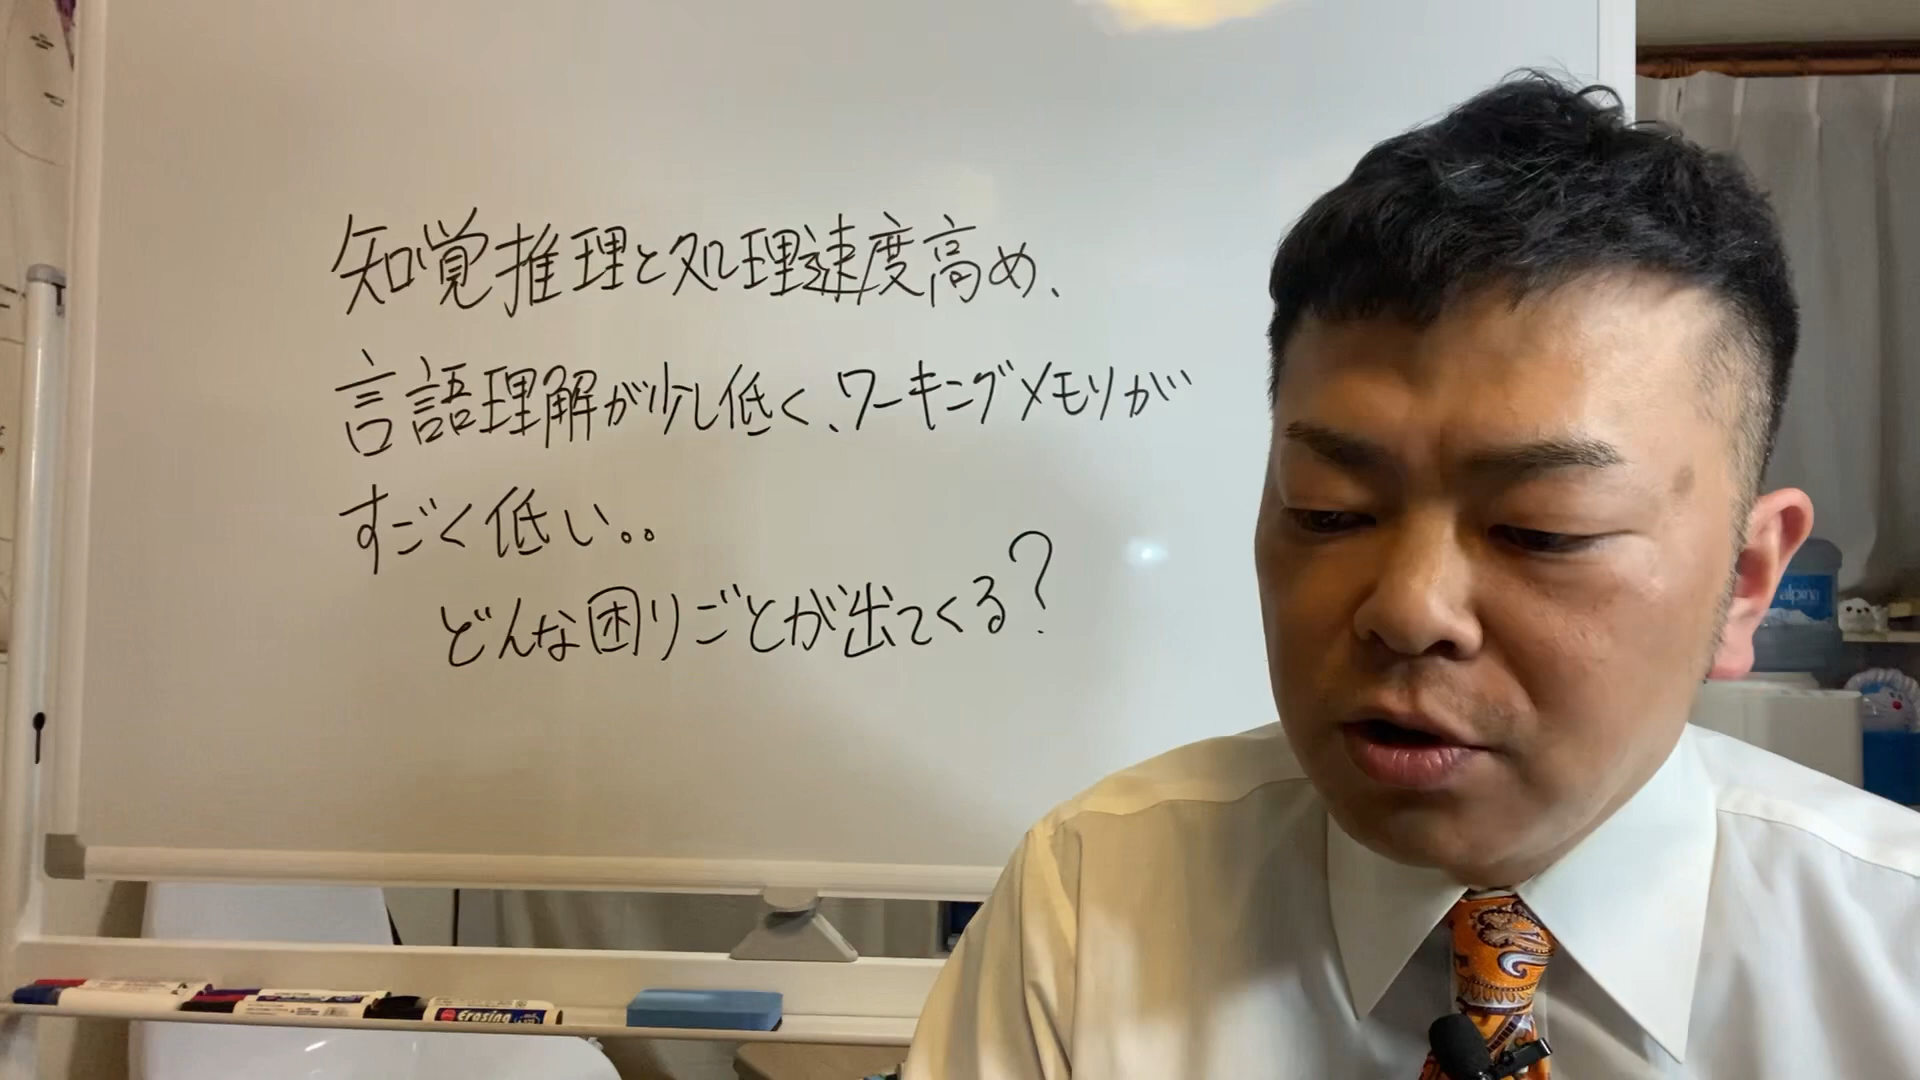 知覚推理と処理速度高め、
言語理解が少し低く、ワーキングメモリが
すごく低い。。
どんな困りごとが出てくる?
alpina
Erasing